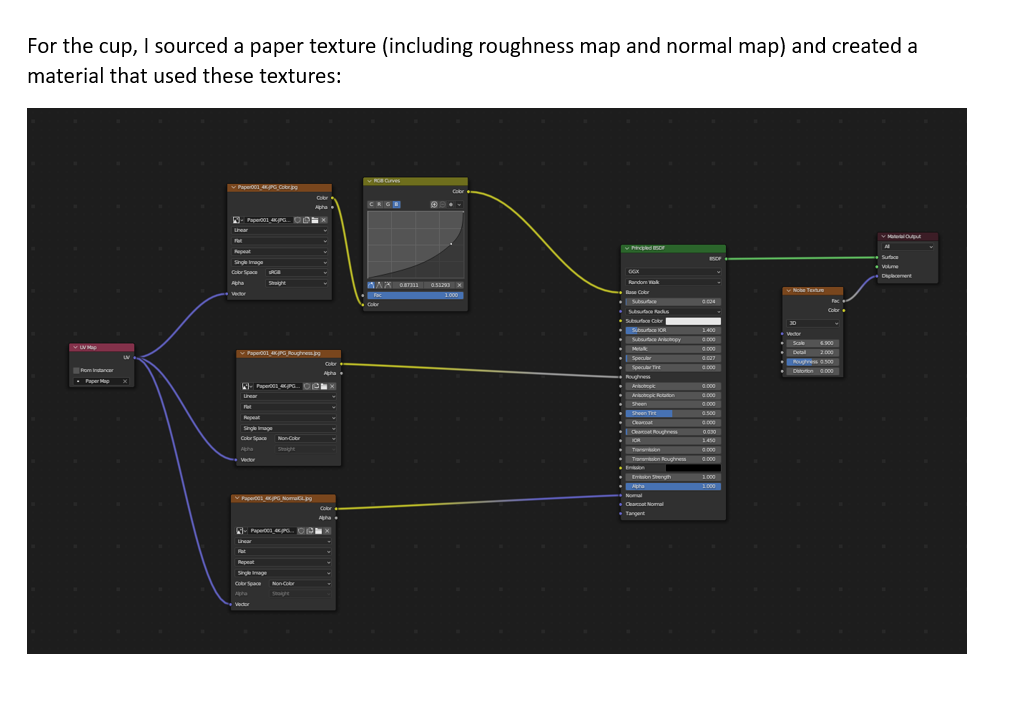 For the cup, I sourced a paper texture (including roughness map and normal map) and created a
material that used these textures:
UV Map
UV
From Instancer
Paper Map
Paper001_4K-JPG_Color.jpg
Color
Alpha
Paper001_4K-JPG...
Linear
Flat
Repeat
Single Image
Color Space sRGB
Alpha Straight
Vector
RGB Curves
Color
C R G B
0.87311 0.51293
Fac 1.000
Color
Paper001_4K-JPG_Roughness.jpg
Color
Alpha
Paper001_4K-JPG...
Linear
Flat
Repeat
Single Image
Color Space Non-Color
Alpha Straight
Vector
Paper001_4K-JPG_NormalGL.jpg
Color
Alpha
Paper001_4K-JPG...
Linear
Flat
Repeat
Single Image
Color Space Non-Color
Alpha Straight
Vector
Principled BSDF
BSDF
GGX
Random Walk
Base Color
Subsurface 0.024
Subsurface Radius
Subsurface Color
Subsurface IOR 1.400
Subsurface Anisotropy 0.000
Metallic 0.000
Specular 0.027
Specular Tint 0.000
Roughness
Anisotropic 0.000
Anisotropic Rotation 0.000
Sheen 0.000
Sheen Tint 0.500
Clearcoat 0.000
Clearcoat Roughness 0.030
IOR 1.450
Transmission 0.000
Transmission Roughness 0.000
Emission
Emission Strength 1.000
Alpha 1.000
Normal
Clearcoat Normal
Tangent
Noise Texture
Fac
Color
3D
Vector
Scale 6.900
Detail 2.000
Roughness 0.500
Distortion 0.000
Material Output
All
Surface
Volume
Displacement